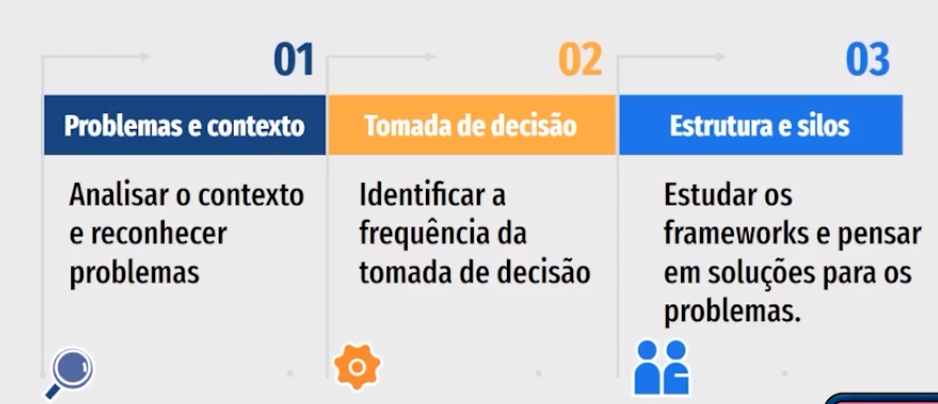 01
Problemas e contexto
Analisar o contexto
e reconhecer
problemas
02
Tomada de decisão
Identificar a
frequência da
tomada de decisão
03
Estrutura e silos
Estudar os
frameworks e pensar
em soluções para os
problemas.